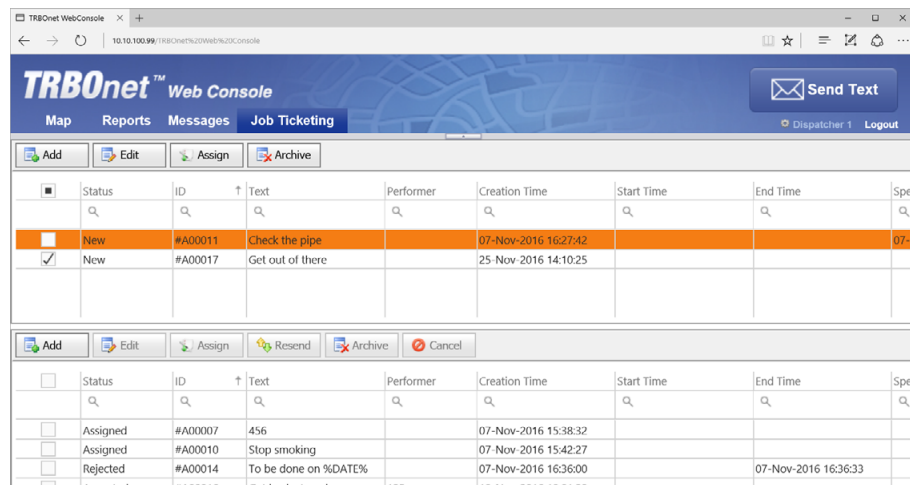 TRBOnet WebConsole
10.10.100.99/TRBOnet%20Web%20Console
TRBOnet™ Web Console
Send Text
Map Reports Messages Job Ticketing
Dispatcher 1 Logout
Add Edit Assign Archive
Status ID Text Performer Creation Time Start Time End Time Spe
New #A00011 Check the pipe 07-Nov-2016 16:27:42 07-
New #A00017 Get out of there 25-Nov-2016 14:10:25
Add Edit Assign Resend Archive Cancel
Status ID Text Performer Creation Time Start Time End Time Spe
Assigned #A00007 456 07-Nov-2016 15:38:32
Assigned #A00010 Stop smoking 07-Nov-2016 15:42:27
Rejected #A00014 To be done on %DATE% 07-Nov-2016 16:36:00 07-Nov-2016 16:36:33